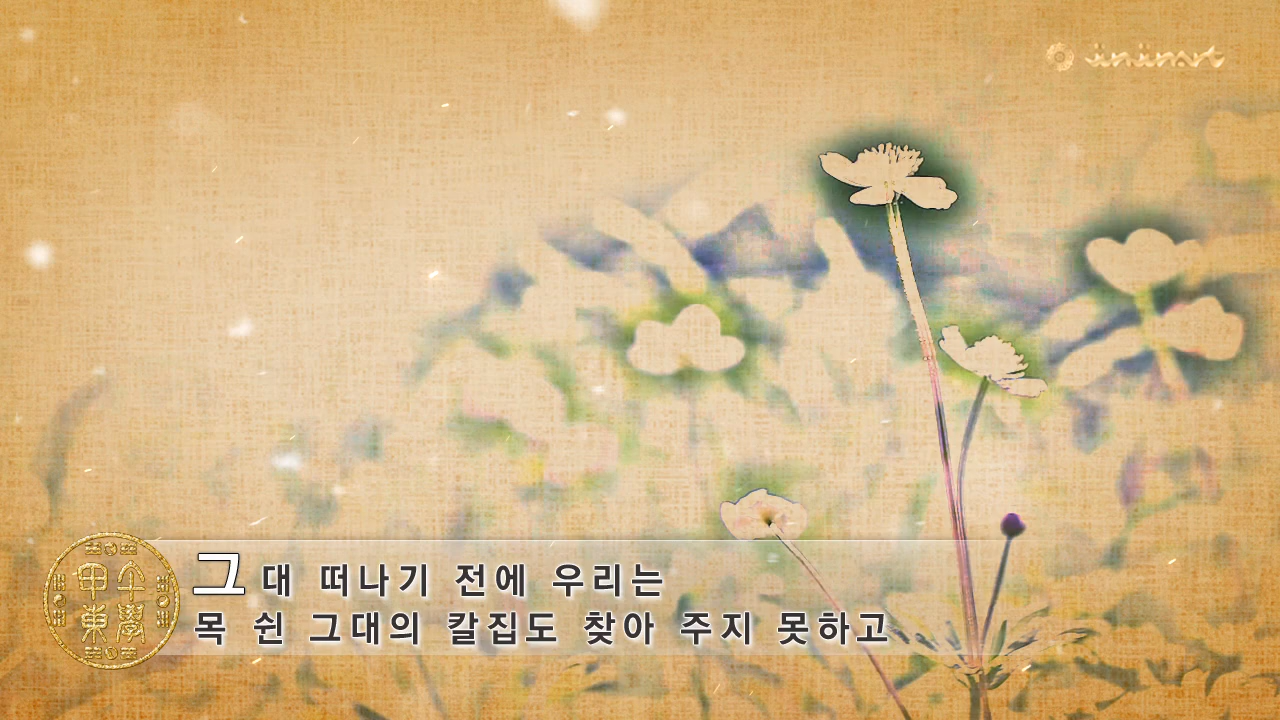 jininart
그대 떠나기 전에 우리는
목 쉰 그대의 칼집도 찾아 주지 못하고